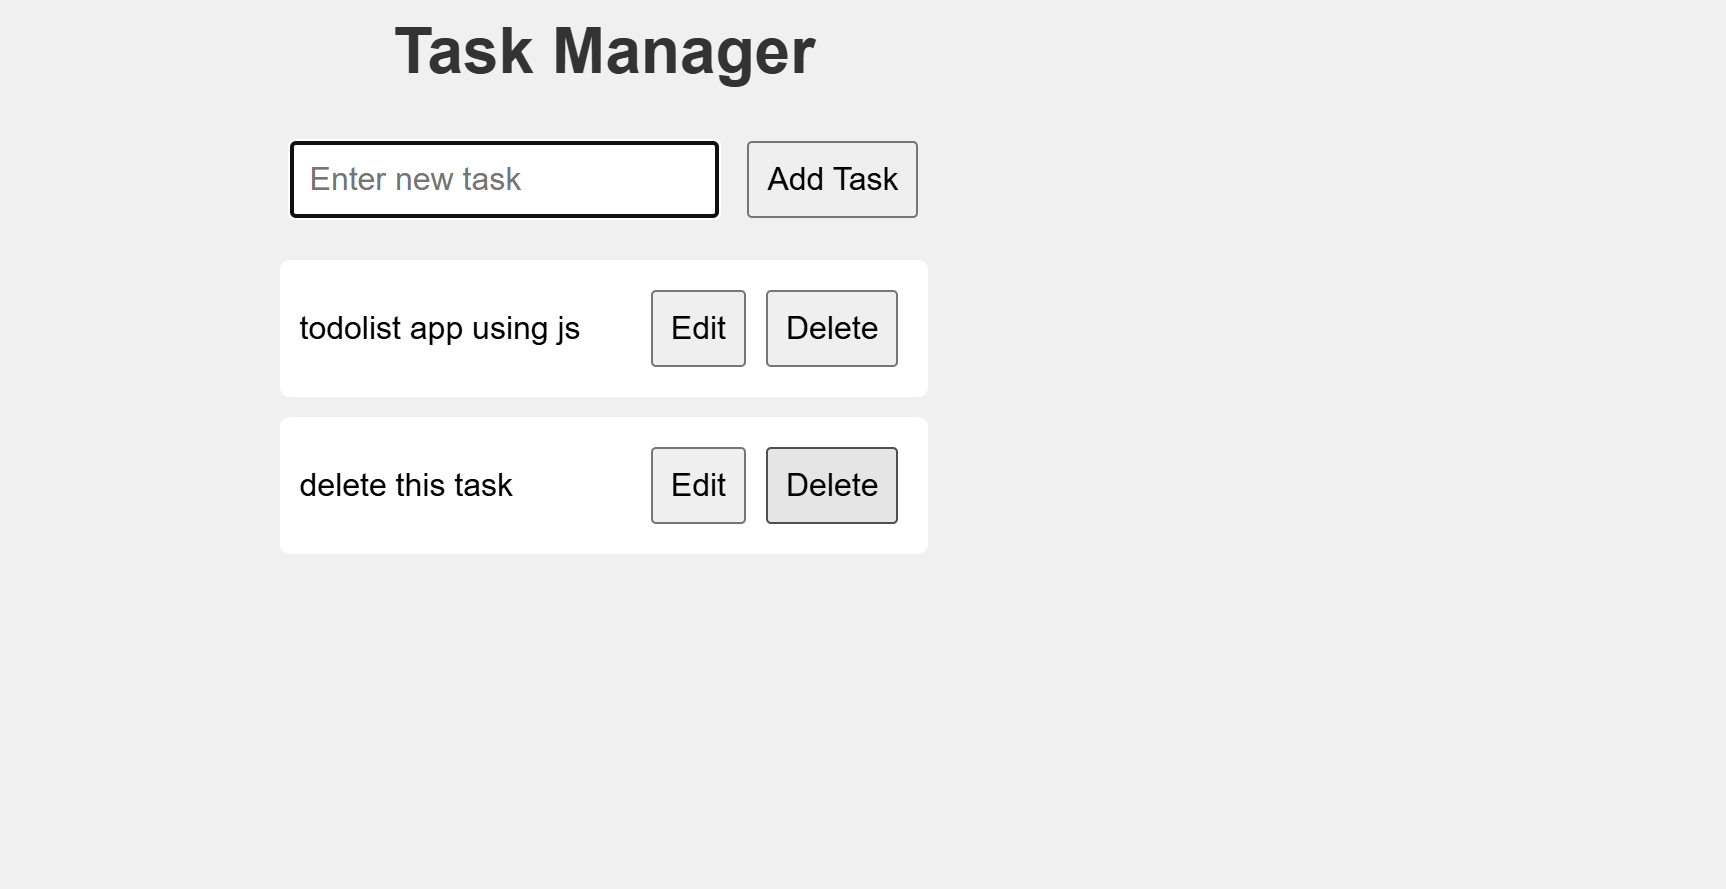 Task Manager
Enter new task
Add Task
todolist app using js
Edit
Delete
delete this task
Edit
Delete